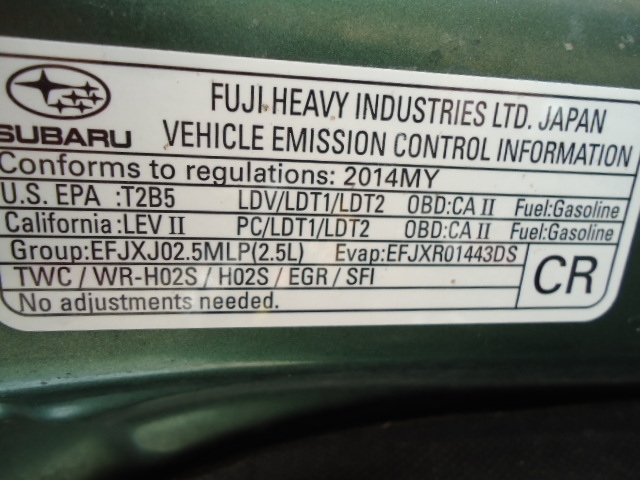 SUBARU
FUJI HEAVY INDUSTRIES LTD. JAPAN
VEHICLE EMISSION CONTROL INFORMATION
Conforms to regulations: 2014MY
U.S. EPA :T2B5 LDV/LDT1/LDT2 OBD:CA II Fuel:Gasoline
California:LEV II PC/LDT1/LDT2 OBD:CA II Fuel:Gasoline
Group:EFJXJ02.5MLP(2.5L) Evap:EFJXR01443DS
TWC / WR-HO2S / HO2S / EGR / SFI
CR
No adjustments needed.